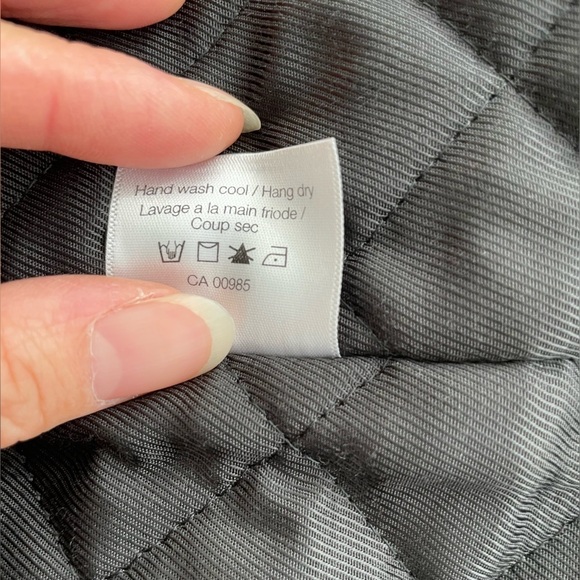 Hand wash cool / Hang dry
Lavage a la main friode /
Coup sec
CA 00985